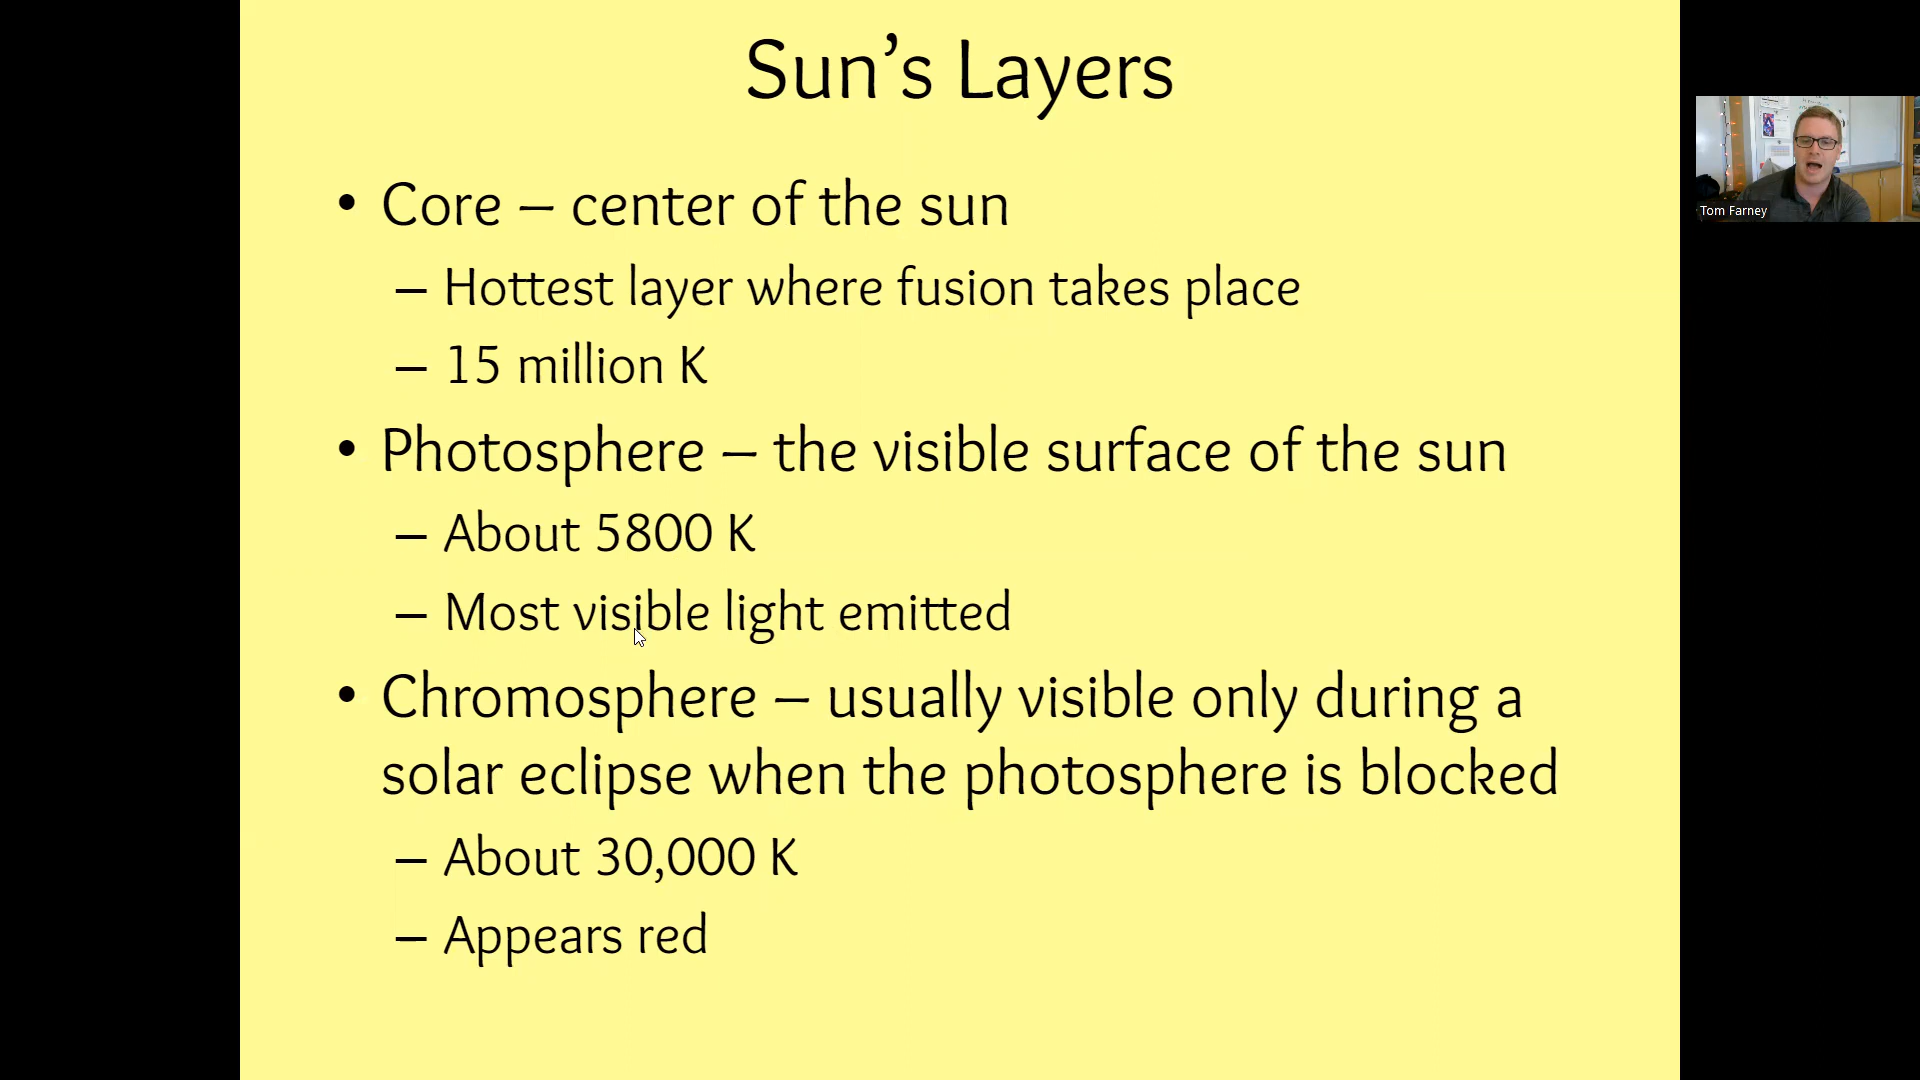 Sun’s Layers
• Core – center of the sun
– Hottest layer where fusion takes place
– 15 million K
• Photosphere – the visible surface of the sun
– About 5800 K
– Most visible light emitted
• Chromosphere – usually visible only during a
solar eclipse when the photosphere is blocked
– About 30,000 K
– Appears red
Tom Farney